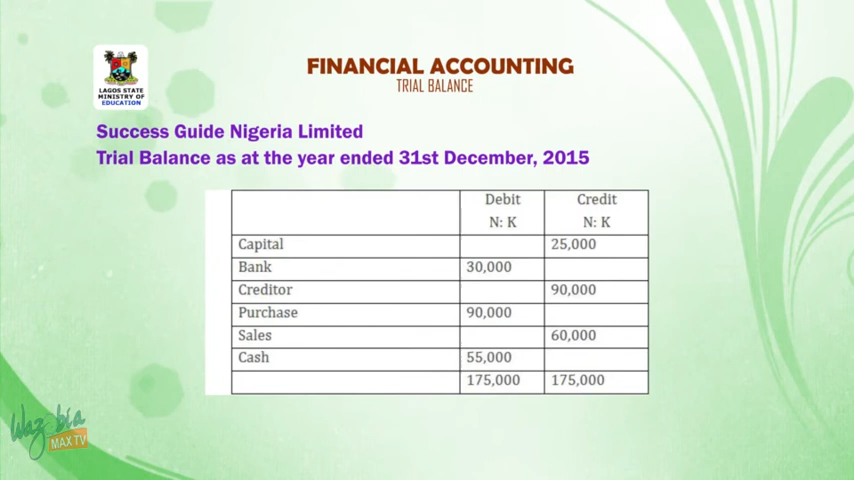 LAGOS STATE
MINISTRY OF
EDUCATION
FINANCIAL ACCOUNTING
TRIAL BALANCE
Success Guide Nigeria Limited
Trial Balance as at the year ended 31st December, 2015
Debit Credit
N: K N: K
Capital 25,000
Bank 30,000
Creditor 90,000
Purchase 90,000
Sales 60,000
Cash 55,000
175,000 175,000
Wazobia
MAX TV